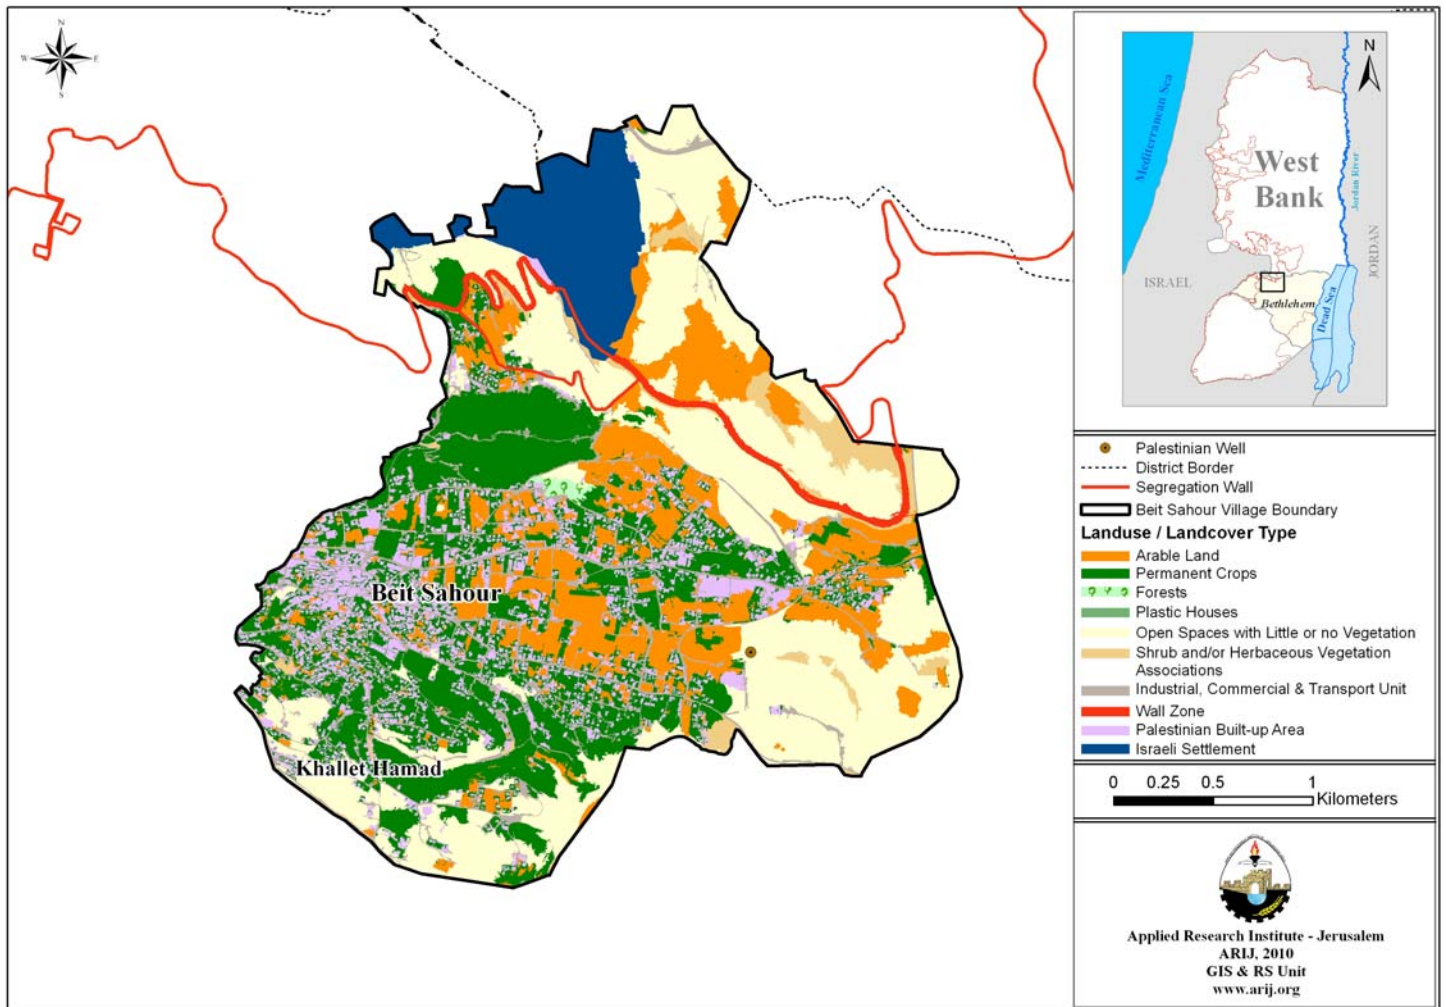 N
W
E
S
Beit Sahour
Khallet Hamad
N
Mediterranean Sea
West
Bank
Jordan River
JORDAN
ISRAEL
Bethlehem
Dead Sea
Palestinian Well
District Border
Segregation Wall
Beit Sahour Village Boundary
Landuse / Landcover Type
Arable Land
Permanent Crops
Forests
Plastic Houses
Open Spaces with Little or no Vegetation
Shrub and/or Herbaceous Vegetation
Associations
Industrial, Commercial & Transport Unit
Wall Zone
Palestinian Built-up Area
Israeli Settlement
0 0.25 0.5 1
Kilometers
Applied Research Institute - Jerusalem
ARIJ, 2010
GIS & RS Unit
www.arij.org